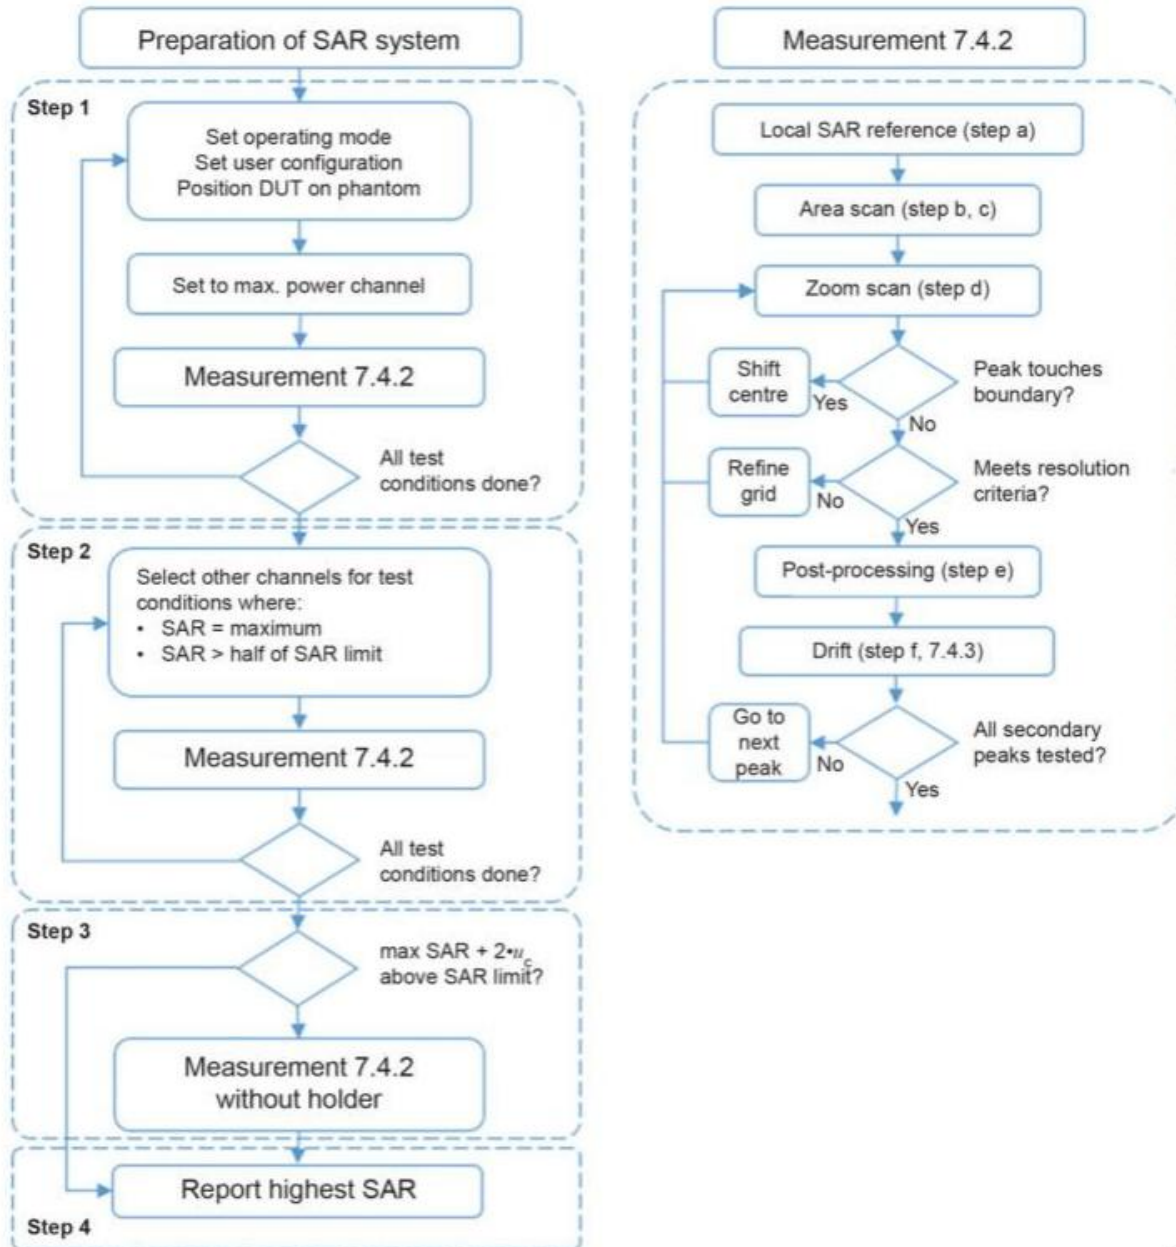 Preparation of SAR system
Step 1
Set operating mode
Set user configuration
Position DUT on phantom
Set to max. power channel
Measurement 7.4.2
All test
conditions done?
Step 2
Select other channels for test
conditions where:
• SAR = maximum
• SAR > half of SAR limit
Measurement 7.4.2
All test
conditions done?
Step 3
max SAR + 2•u_c
above SAR limit?
Measurement 7.4.2
without holder
Report highest SAR
Step 4
Measurement 7.4.2
Local SAR reference (step a)
Area scan (step b, c)
Zoom scan (step d)
Shift
centre
Yes
Peak touches
boundary?
No
Refine
grid
No
Meets resolution
criteria?
Yes
Post-processing (step e)
Drift (step f, 7.4.3)
Go to
next
peak
No
All secondary
peaks tested?
Yes